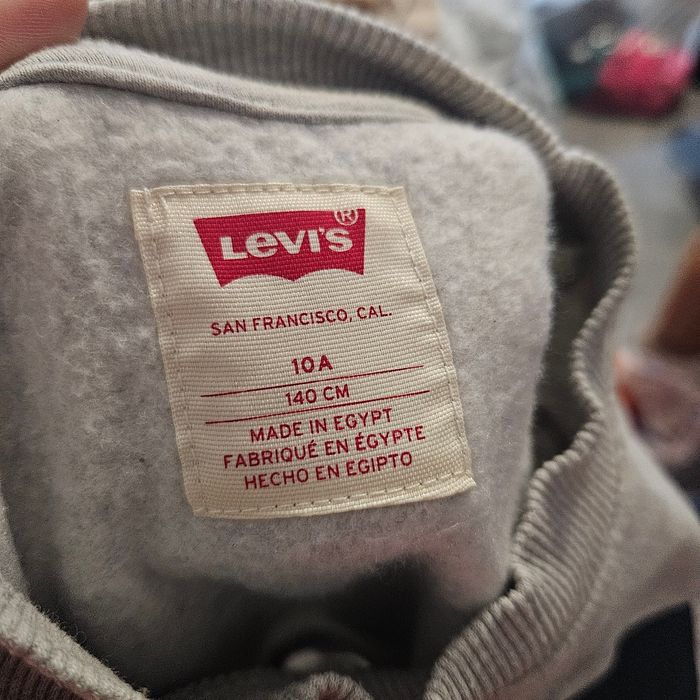 Levi's®
SAN FRANCISCO, CAL.
10A
140 CM
MADE IN EGYPT
FABRIQUÉ EN ÉGYPTE
HECHO EN EGIPTO